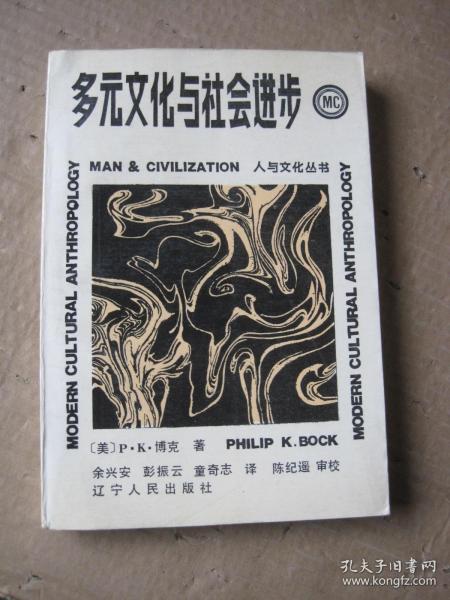 多元文化与社会进步
MC
MAN & CIVILIZATION 人与文化丛书
MODERN CULTURAL ANTHROPOLOGY
MODERN CULTURAL ANTHROPOLOGY
〔美〕P·K·博克 著 PHILIP K.BOCK
余兴安 彭振云 童奇志 译 陈纪遥 审校
辽宁人民出版社
孔夫子旧书网
www.kongfz.com